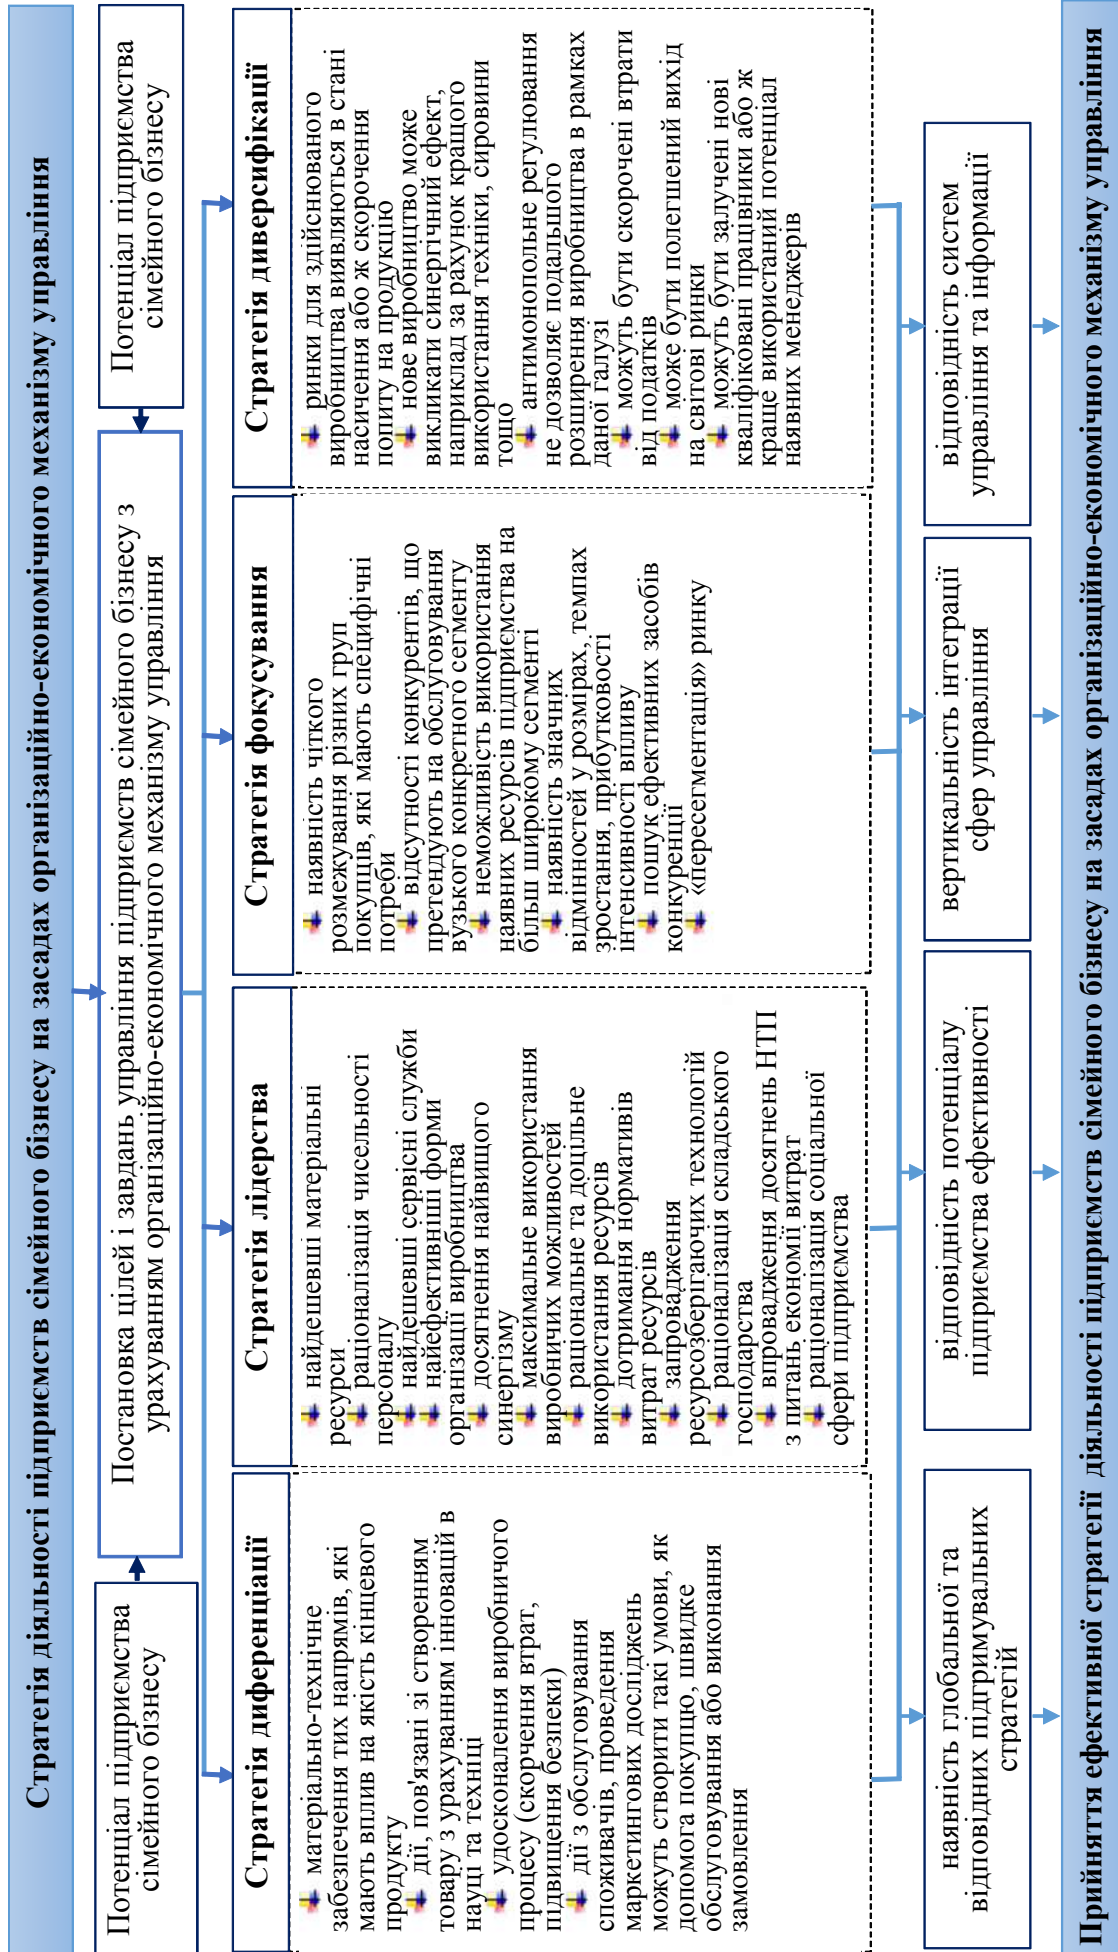 Стратегія діяльності підприємств сімейного бізнесу на засадах організаційно-економічного механізму управління
Потенціал підприємства
сімейного бізнесу
Постановка цілей і завдань управління підприємств сімейного бізнесу з
урахуванням організаційно-економічного механізму управління
Потенціал підприємства
сімейного бізнесу
Стратегія диференціації
матеріально-технічне
забезпечення тих напрямів, які
мають вплив на якість кінцевого
продукту
дії, пов'язані зі створенням
товару з урахуванням інновацій в
науці та техніці
удосконалення виробничого
процесу (скорчення втрат,
підвищення безпеки)
дії з обслуговування
споживачів, проведення
маркетингових досліджень
можуть створити такі умови, як
допомога покупцю, швидке
обслуговування або виконання
замовлення
Стратегія лідерства
найдешевші матеріальні
ресурси
раціоналізація чисельності
персоналу
найдешевші сервісні служби
найефективніші форми
організації виробництва
досягнення найвищого
синергізму
максимальне використання
виробничих можливостей
раціональне та доцільне
використання ресурсів
дотримання нормативів
витрат ресурсів
запровадження
ресурсозберігаючих технологій
раціоналізація складського
господарства
впровадження досягнень НТП
з питань економії витрат
раціоналізація соціальної
сфери підприємства
Стратегія фокусування
наявність чіткого
розмежування різних груп
покупців, які мають специфічні
потреби
відсутності конкурентів, що
претендують на обслуговування
вузького конкретного сегменту
неможливість використання
наявних ресурсів підприємства на
більш широкому сегменті
наявність значних
відмінностей у розмірах, темпах
зростання, прибутковості
інтенсивності впливу
пошук ефективних засобів
конкуренції
«пересегментація» ринку
Стратегія диверсифікації
ринки для здійснюваного
виробництва виявляються в стані
насичення або ж скорочення
попиту на продукцію
нове виробництво може
викликати синергічний ефект,
наприклад за рахунок кращого
використання техніки, сировини
тощо
антимонопольне регулювання
не дозволяє подальшого
розширення виробництва в рамках
даної галузі
можуть бути скорочені втрати
від податків
може бути полегшений вихід
на світові ринки
можуть бути залучені нові
кваліфіковані працівники або ж
краще використаний потенціал
наявних менеджерів
наявність глобальної та
відповідних підтримувальних
стратегій
відповідність потенціалу
підприємства ефективності
вертикальність інтеграції
сфер управління
відповідність систем
управління та інформації
Прийняття ефективної стратегії діяльності підприємств сімейного бізнесу на засадах організаційно-економічного механізму управління